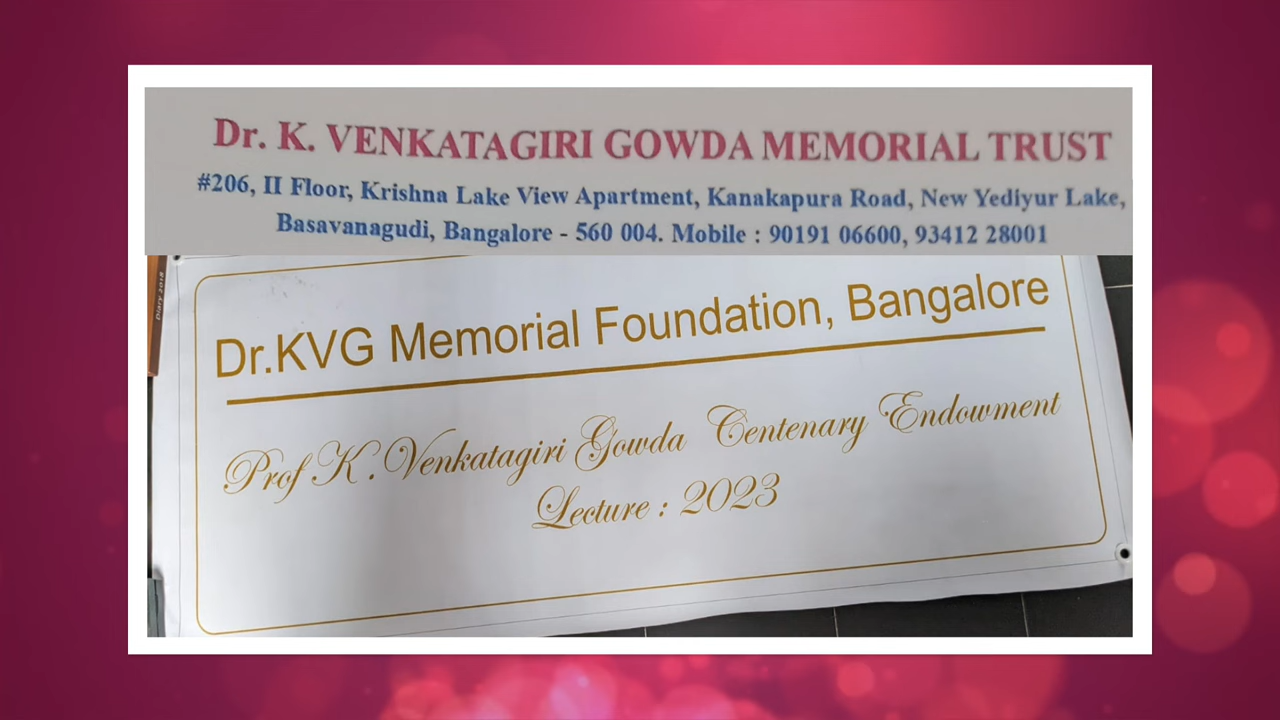 Dr. K. VENKATAGIRI GOWDA MEMORIAL TRUST
#206, II Floor, Krishna Lake View Apartment, Kanakapura Road, New Yediyur Lake,
Basavanagudi, Bangalore - 560 004. Mobile : 90191 06600, 93412 28001
Diary 2018
Dr.KVG Memorial Foundation, Bangalore
Prof K.Venkatagiri Gowda Centenary Endowment
Lecture : 2023